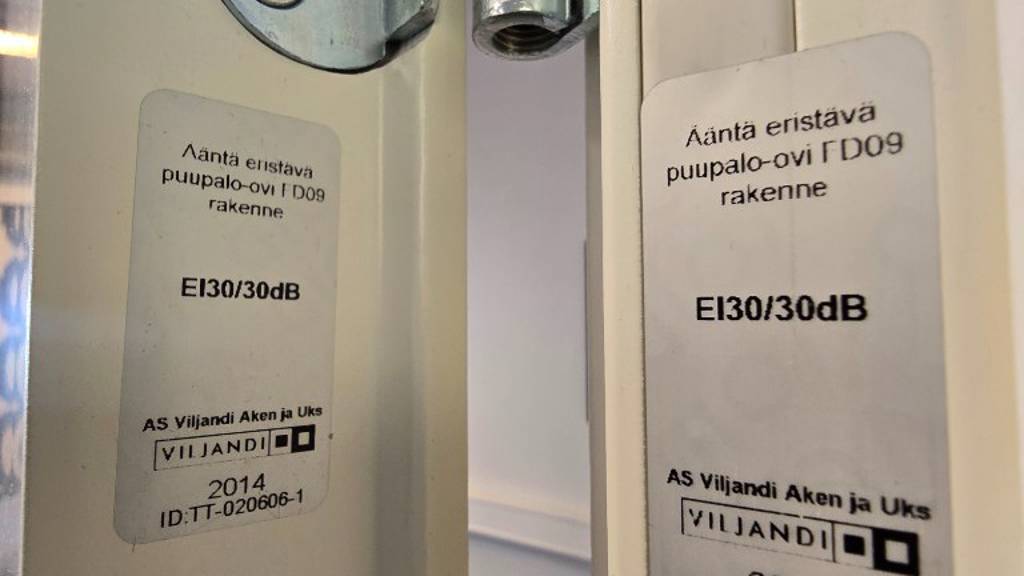 Ääntä eristävä
puupalo-ovi FD09
rakenne
EI30/30dB
AS Viljandi Aken ja Uks
VILJANDI
2014
ID:TT-020606-1
Ääntä eristävä
puupalo-ovi FD09
rakenne
EI30/30dB
AS Viljandi Aken ja Uks
VILJANDI